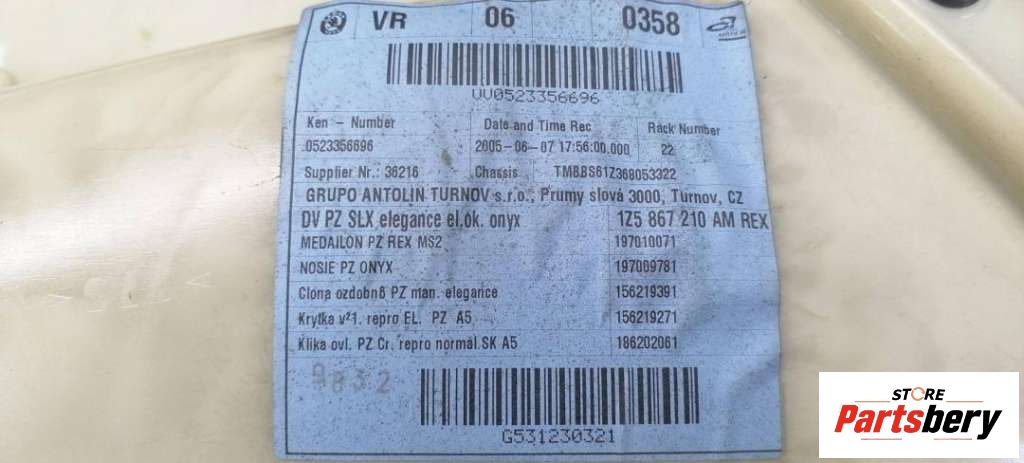 VR 06 0358
UU0523356696
Ken - Number Date and Time Rec Rack Number
0523356696 2005-06-07 17:56:00.000 22
Supplier Nr.: 36216 Chassis TMBBS61Z368053322
GRUPO ANTOLIN TURNOV s.r.o., Prumy slová 3000, Turnov, CZ
DV PZ SLX elegance el.ok. onyx 1Z5 867 210 AM REX
MEDAILON PZ REX MS2 197010071
NOSIE PZ ONYX 197009781
Clona ozdobn8 PZ man. elegance 156219391
Krytka v²1. repro EL. PZ A5 156219271
Klika ovl. PZ Cr. repro normal SK A5 186202061
9832
G531230321
STORE
Partsbery